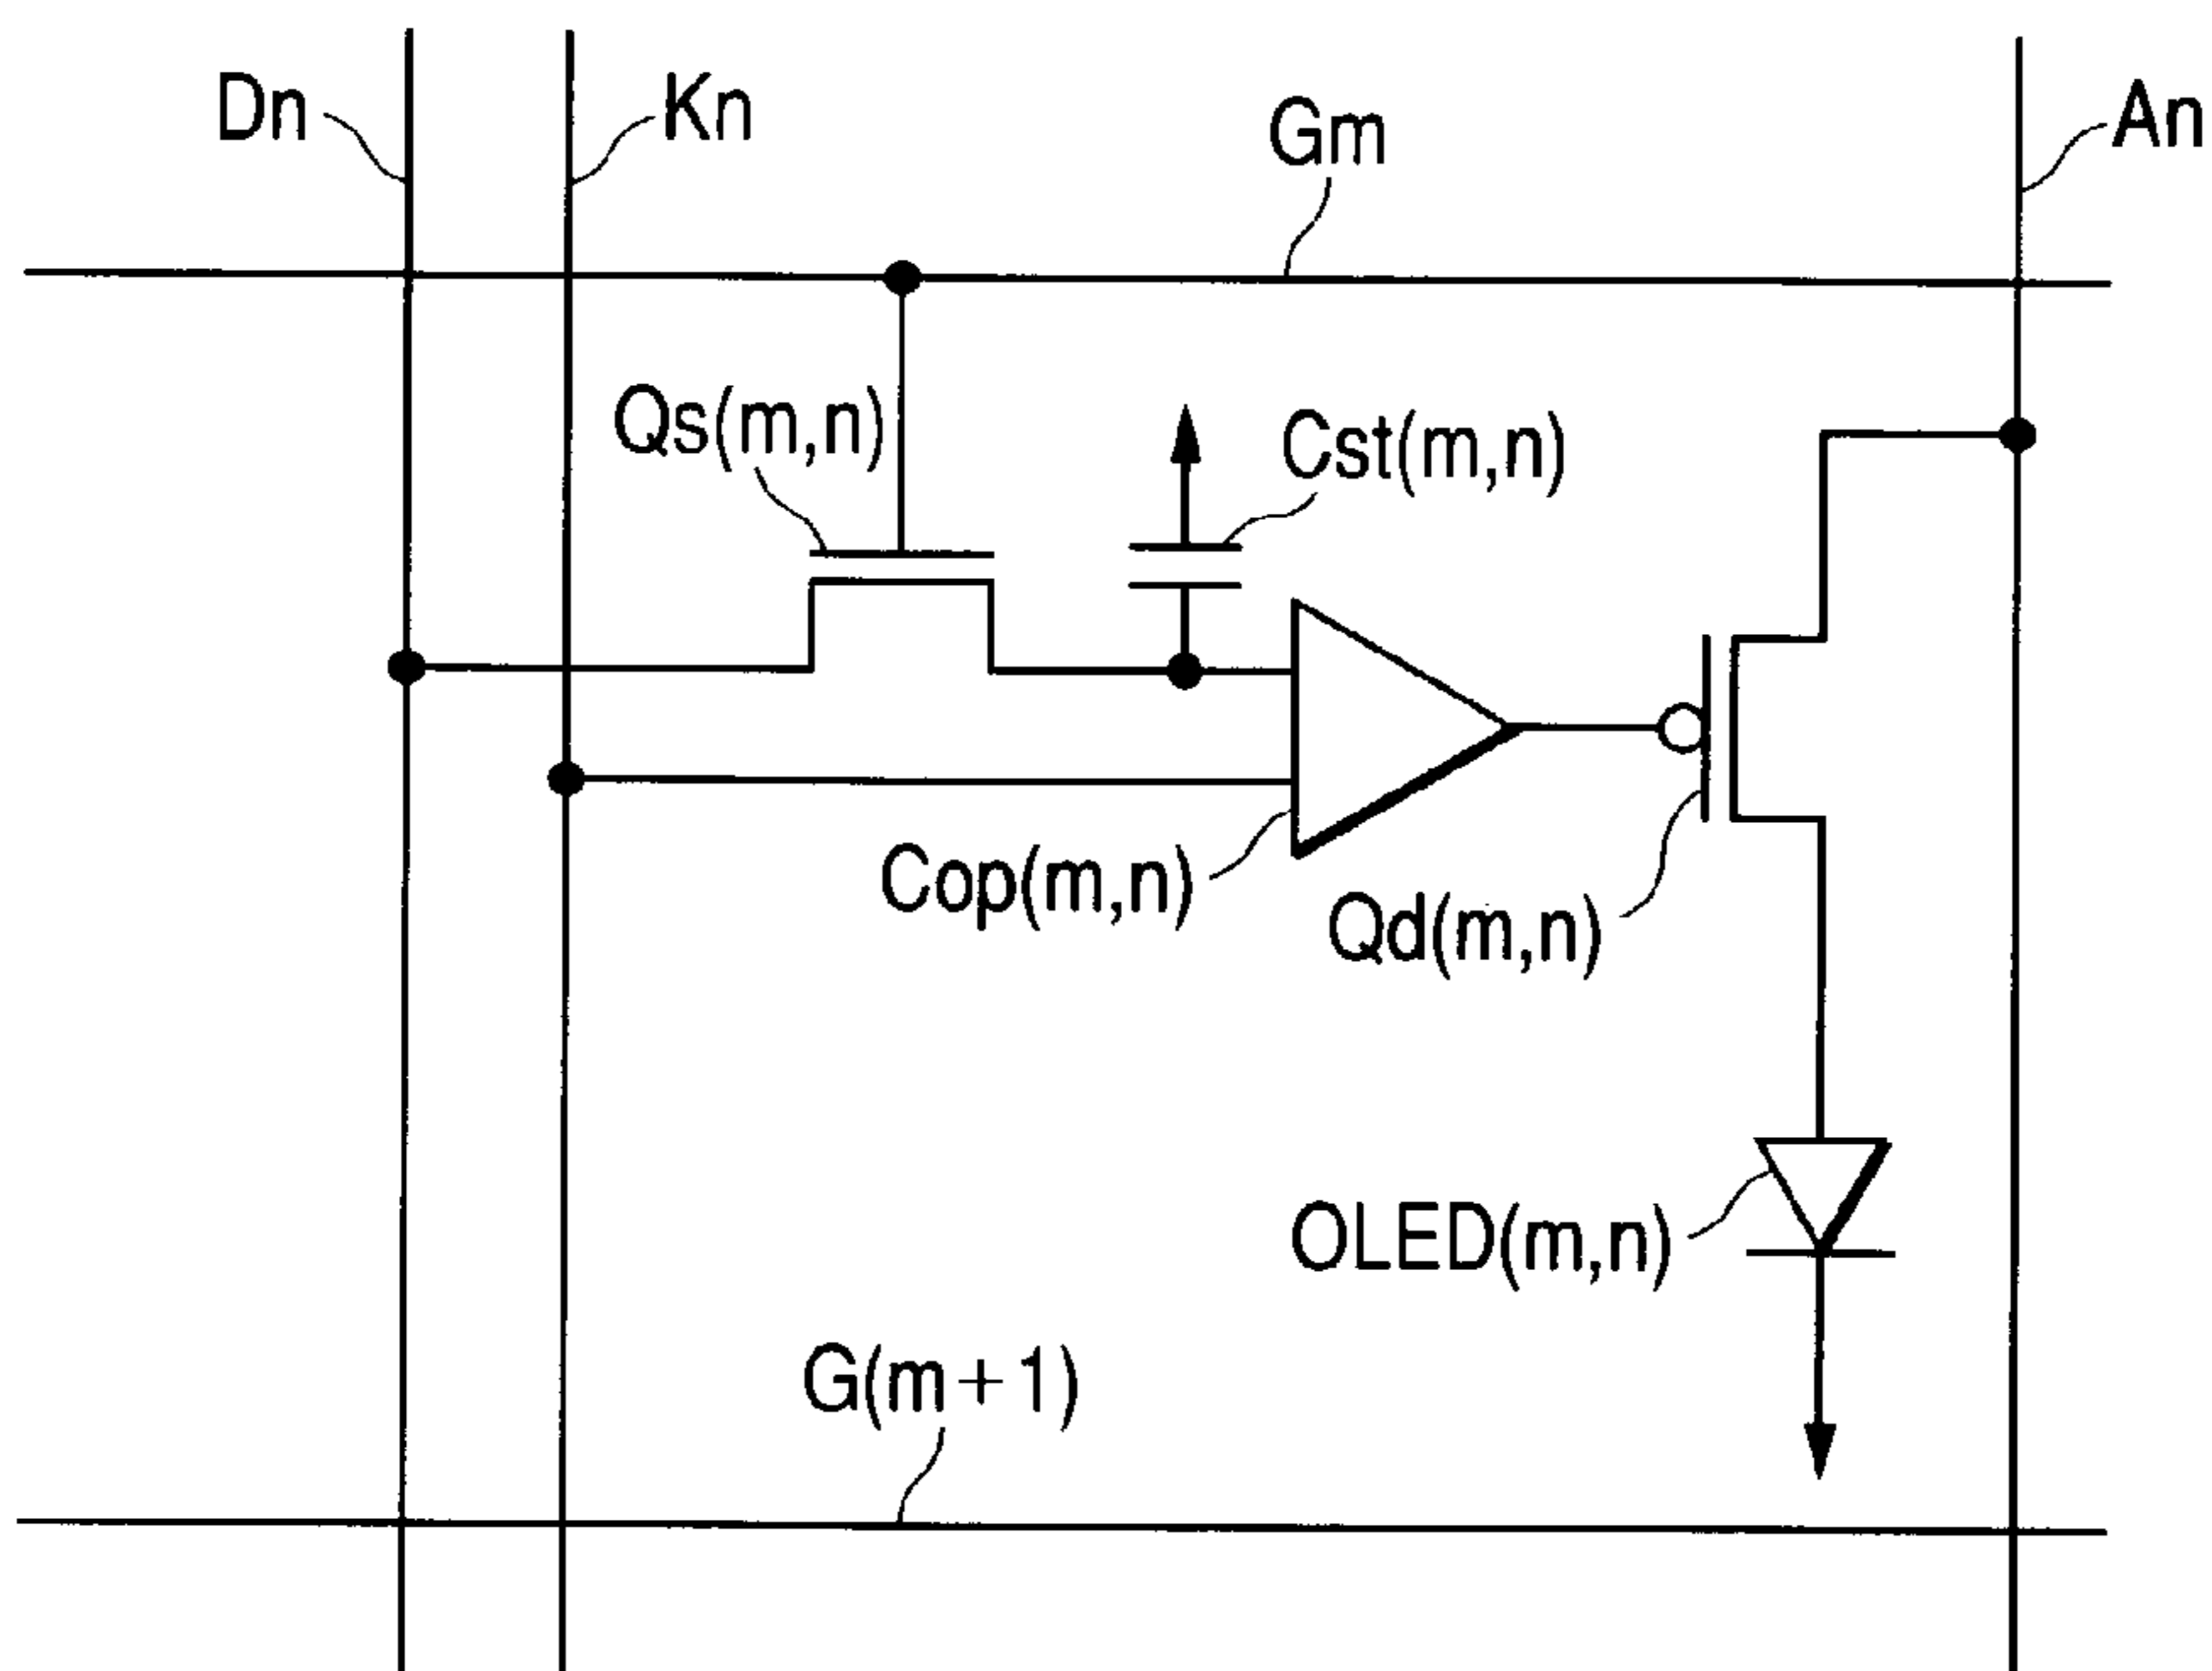 Dn
Kn
Gm
An
Qs(m,n)
Cst(m,n)
Cop(m,n)
Qd(m,n)
OLED(m,n)
G(m+1)